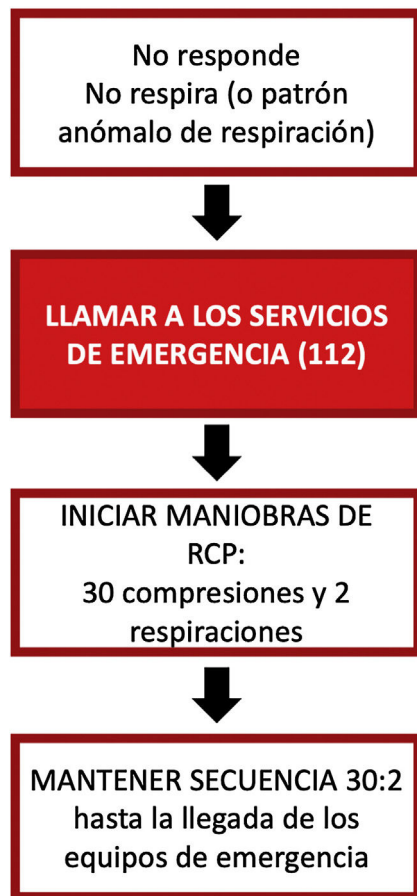 No responde
No respira (o patrón
anómalo de respiración)
LLAMAR A LOS SERVICIOS
DE EMERGENCIA (112)
INICIAR MANIOBRAS DE
RCP:
30 compresiones y 2
respiraciones
MANTENER SECUENCIA 30:2
hasta la llegada de los
equipos de emergencia